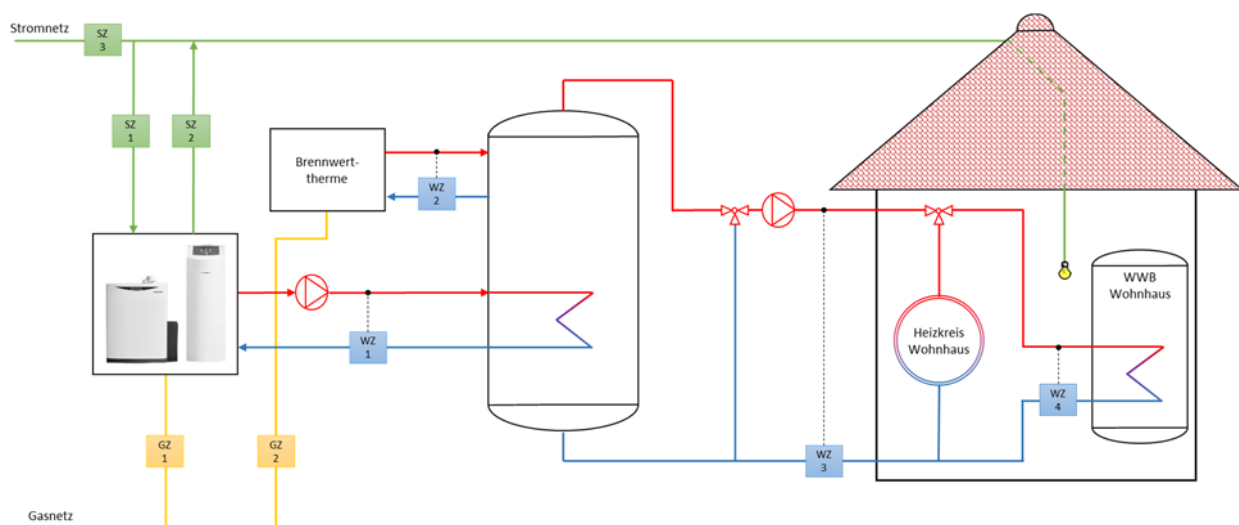 Stromnetz
SZ
3
SZ
1
SZ
2
Brennwert-
therme
WZ
2
WZ
1
WWB
Wohnhaus
Heizkreis
Wohnhaus
WZ
4
WZ
3
GZ
1
GZ
2
Gasnetz